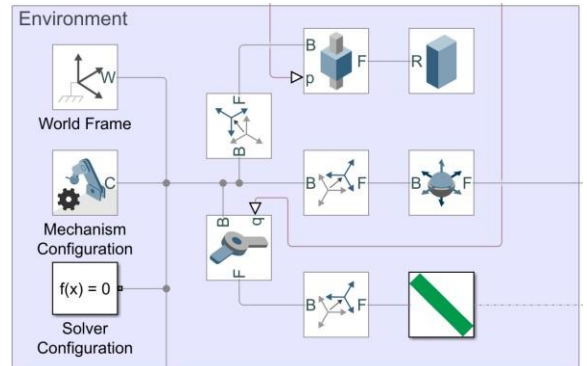 Environment
W
World Frame
C
Mechanism
Configuration
f(x) = 0
Solver
Configuration
B
p
F
R
F
B
B
F
B
F
B
q
F
B
F